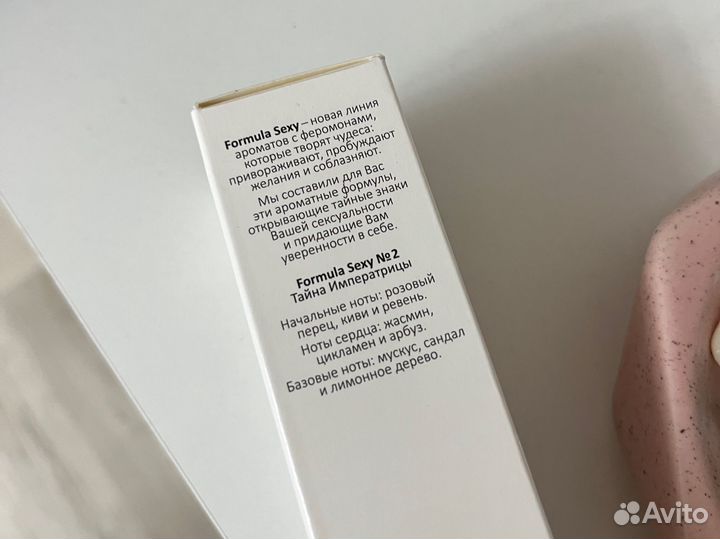 Formula Sexy – новая линия
ароматов с феромонами,
которые творят чудеса:
привораживают, пробуждают
желания и соблазняют.
Мы составили для Вас
эти ароматные формулы,
открывающие тайные знаки
Вашей сексуальности
и придающие Вам
уверенности в себе.
Formula Sexy №2
Тайна Императрицы
Начальные ноты: розовый
перец, киви и ревень.
Ноты сердца: жасмин,
цикламен и арбуз.
Базовые ноты: мускус, сандал
и лимонное дерево.
Avito